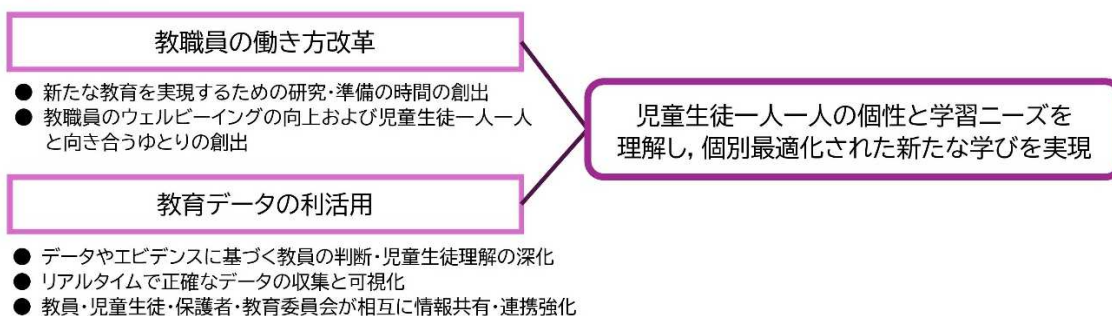 教職員の働き方改革
● 新たな教育を実現するための研究・準備の時間の創出
● 教職員のウェルビーイングの向上および児童生徒一人一人
と向き合うゆとりの創出
教育データの利活用
● データやエビデンスに基づく教員の判断・児童生徒理解の深化
● リアルタイムで正確なデータの収集と可視化
● 教員・児童生徒・保護者・教育委員会が相互に情報共有・連携強化
児童生徒一人一人の個性と学習ニーズを
理解し,個別最適化された新たな学びを実現